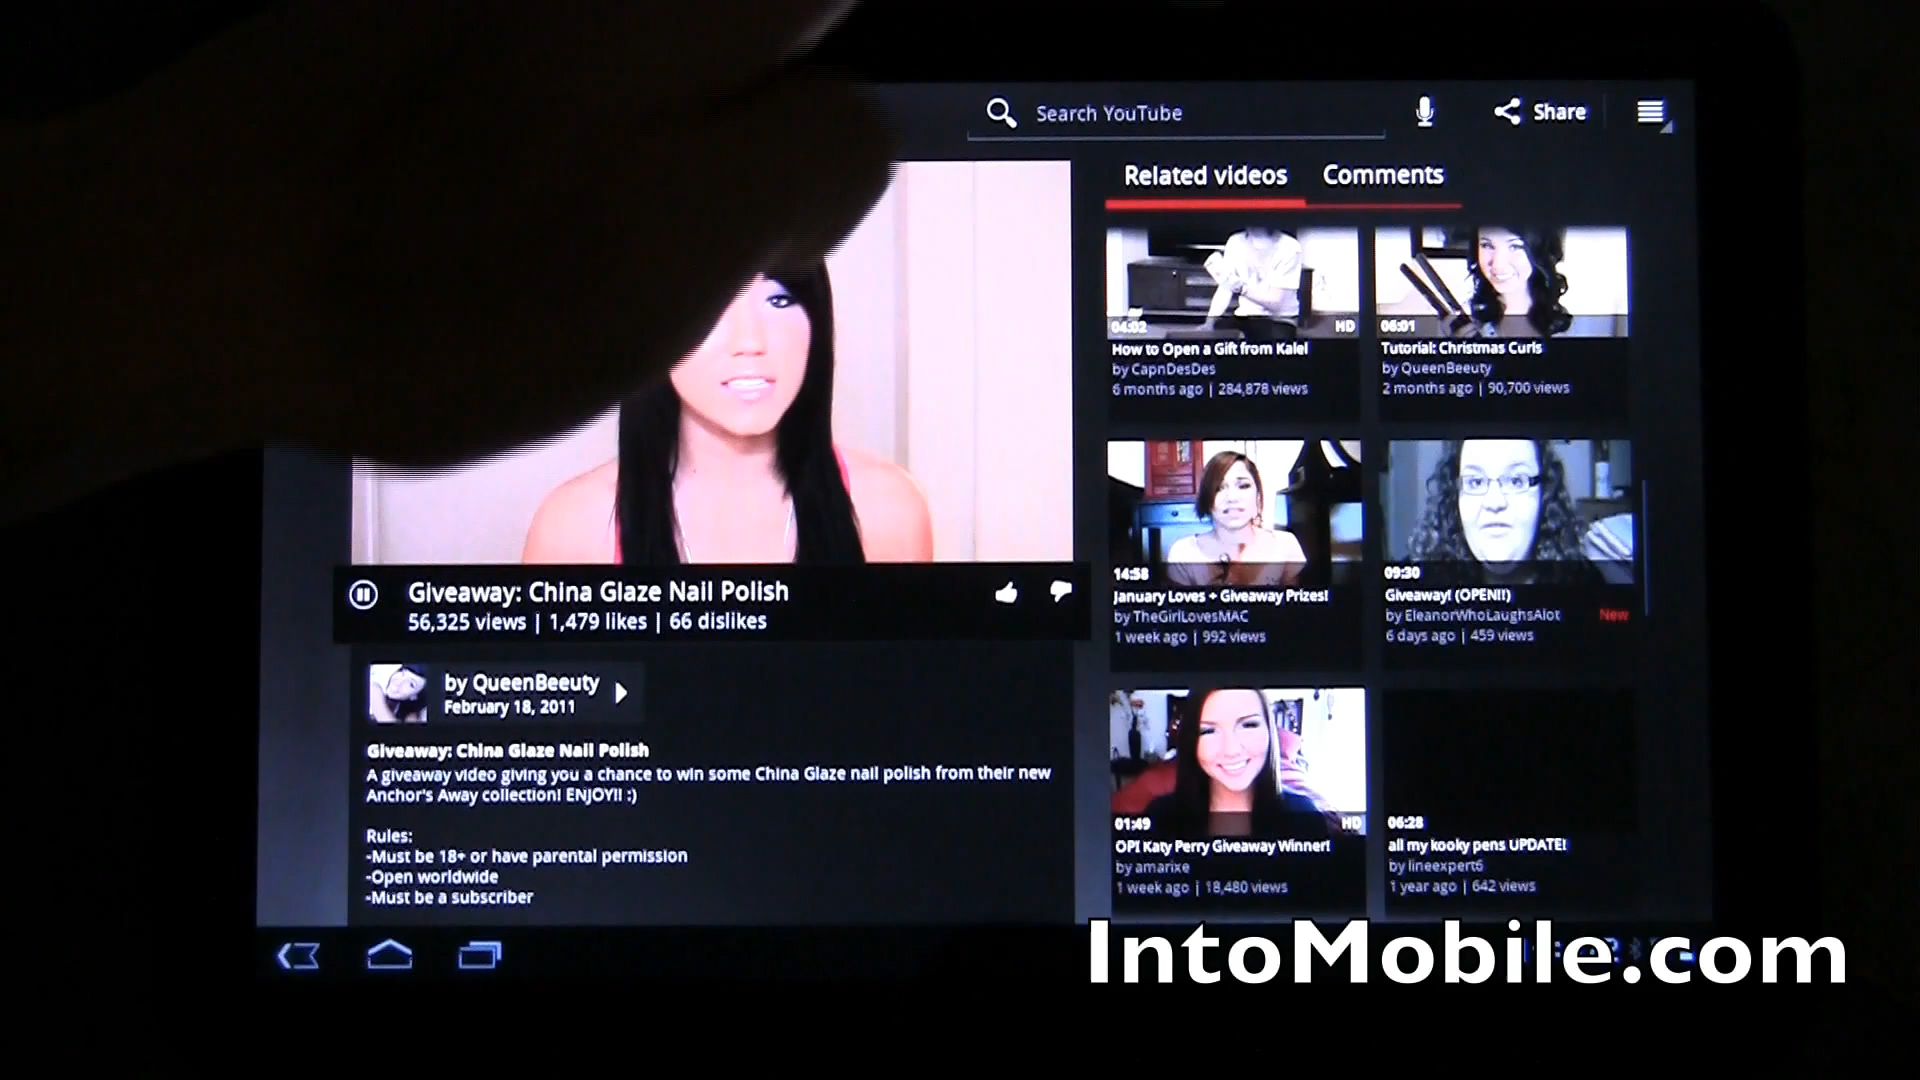 Search YouTube
Share
Related videos
Comments
04:02
HD
How to Open a Gift from Kalel
by CapnDesDes
6 months ago | 284,878 views
06:01
Tutorial: Christmas Curls
by QueenBeeuty
2 months ago | 90,700 views
14:58
January Loves + Giveaway Prizes!
by TheGirlLovesMAC
1 week ago | 992 views
09:30
Giveaway! (OPEN!!)
by EleanorWhoLaughsAlot
New
6 days ago | 459 views
01:49
HD
OPI Katy Perry Giveaway Winner!
by amarixe
1 week ago | 18,480 views
06:28
all my kooky pens UPDATE!
by lineexpert6
1 year ago | 642 views
Giveaway: China Glaze Nail Polish
56,325 views | 1,479 likes | 66 dislikes
by QueenBeeuty
February 18, 2011
Giveaway: China Glaze Nail Polish
A giveaway video giving you a chance to win some China Glaze nail polish from their new
Anchor's Away collection! ENJOY!! :)
Rules:
-Must be 18+ or have parental permission
-Open worldwide
-Must be a subscriber
IntoMobile.com